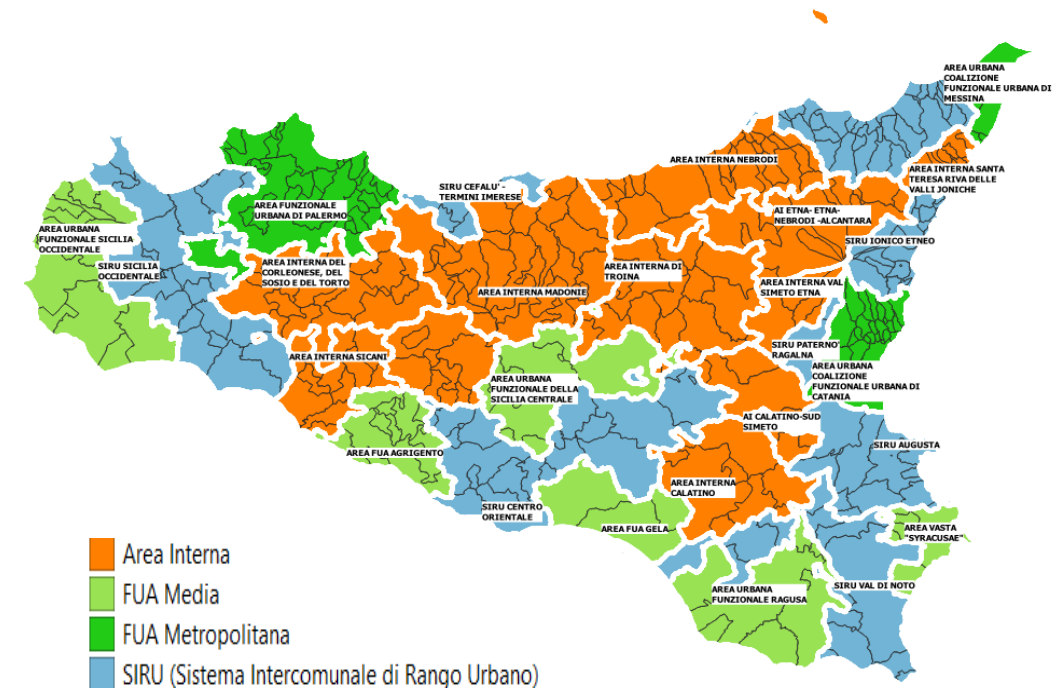 AREA URBANA
COALIZIONE
FUNZIONALE URBANA DI
MESSINA
AREA INTERNA NEBRODI
AREA INTERNA SANTA
TERESA RIVA DELLE
VALLI JONICHE
SIRU CEFALU' -
TERMINI IMERESE
AREA FUNZIONALE
URBANA DI PALERMO
AI ETNA- ETNA-
NEBRODI -ALCANTARA
AREA URBANA
FUNZIONALE SICILIA
OCCIDENTALE
SIRU IONICO ETNEO
SIRU SICILIA
OCCIDENTALE
AREA INTERNA DEL
CORLEONESE, DEL
SOSIO E DEL TORTO
AREA INTERNA DI
TROINA
AREA INTERNA MADONIE
AREA INTERNA VAL
SIMETO ETNA
AREA INTERNA SICANI
SIRU PATERNO'
RAGALNA
AREA URBANA
COALIZIONE
FUNZIONALE URBANA DI
CATANIA
AREA URBANA
FUNZIONALE DELLA
SICILIA CENTRALE
AI CALATINO-SUD
SIMETO
SIRU AUGUSTA
AREA FUA AGRIGENTO
AREA INTERNA
CALATINO
SIRU CENTRO
ORIENTALE
AREA FUA GELA
AREA VASTA
"SYRACUSAE"
AREA URBANA
FUNZIONALE RAGUSA
SIRU VAL DI NOTO
Area Interna
FUA Media
FUA Metropolitana
SIRU (Sistema Intercomunale di Rango Urbano)